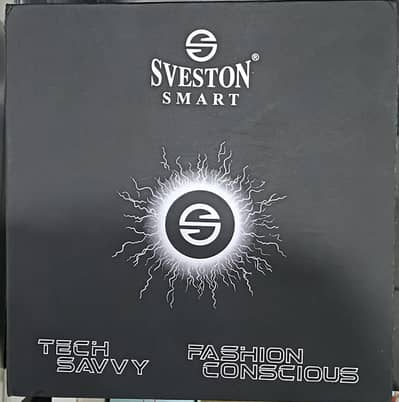 SVESTON®
SMART
TECH
SAVVY
FASHION
CONSCIOUS